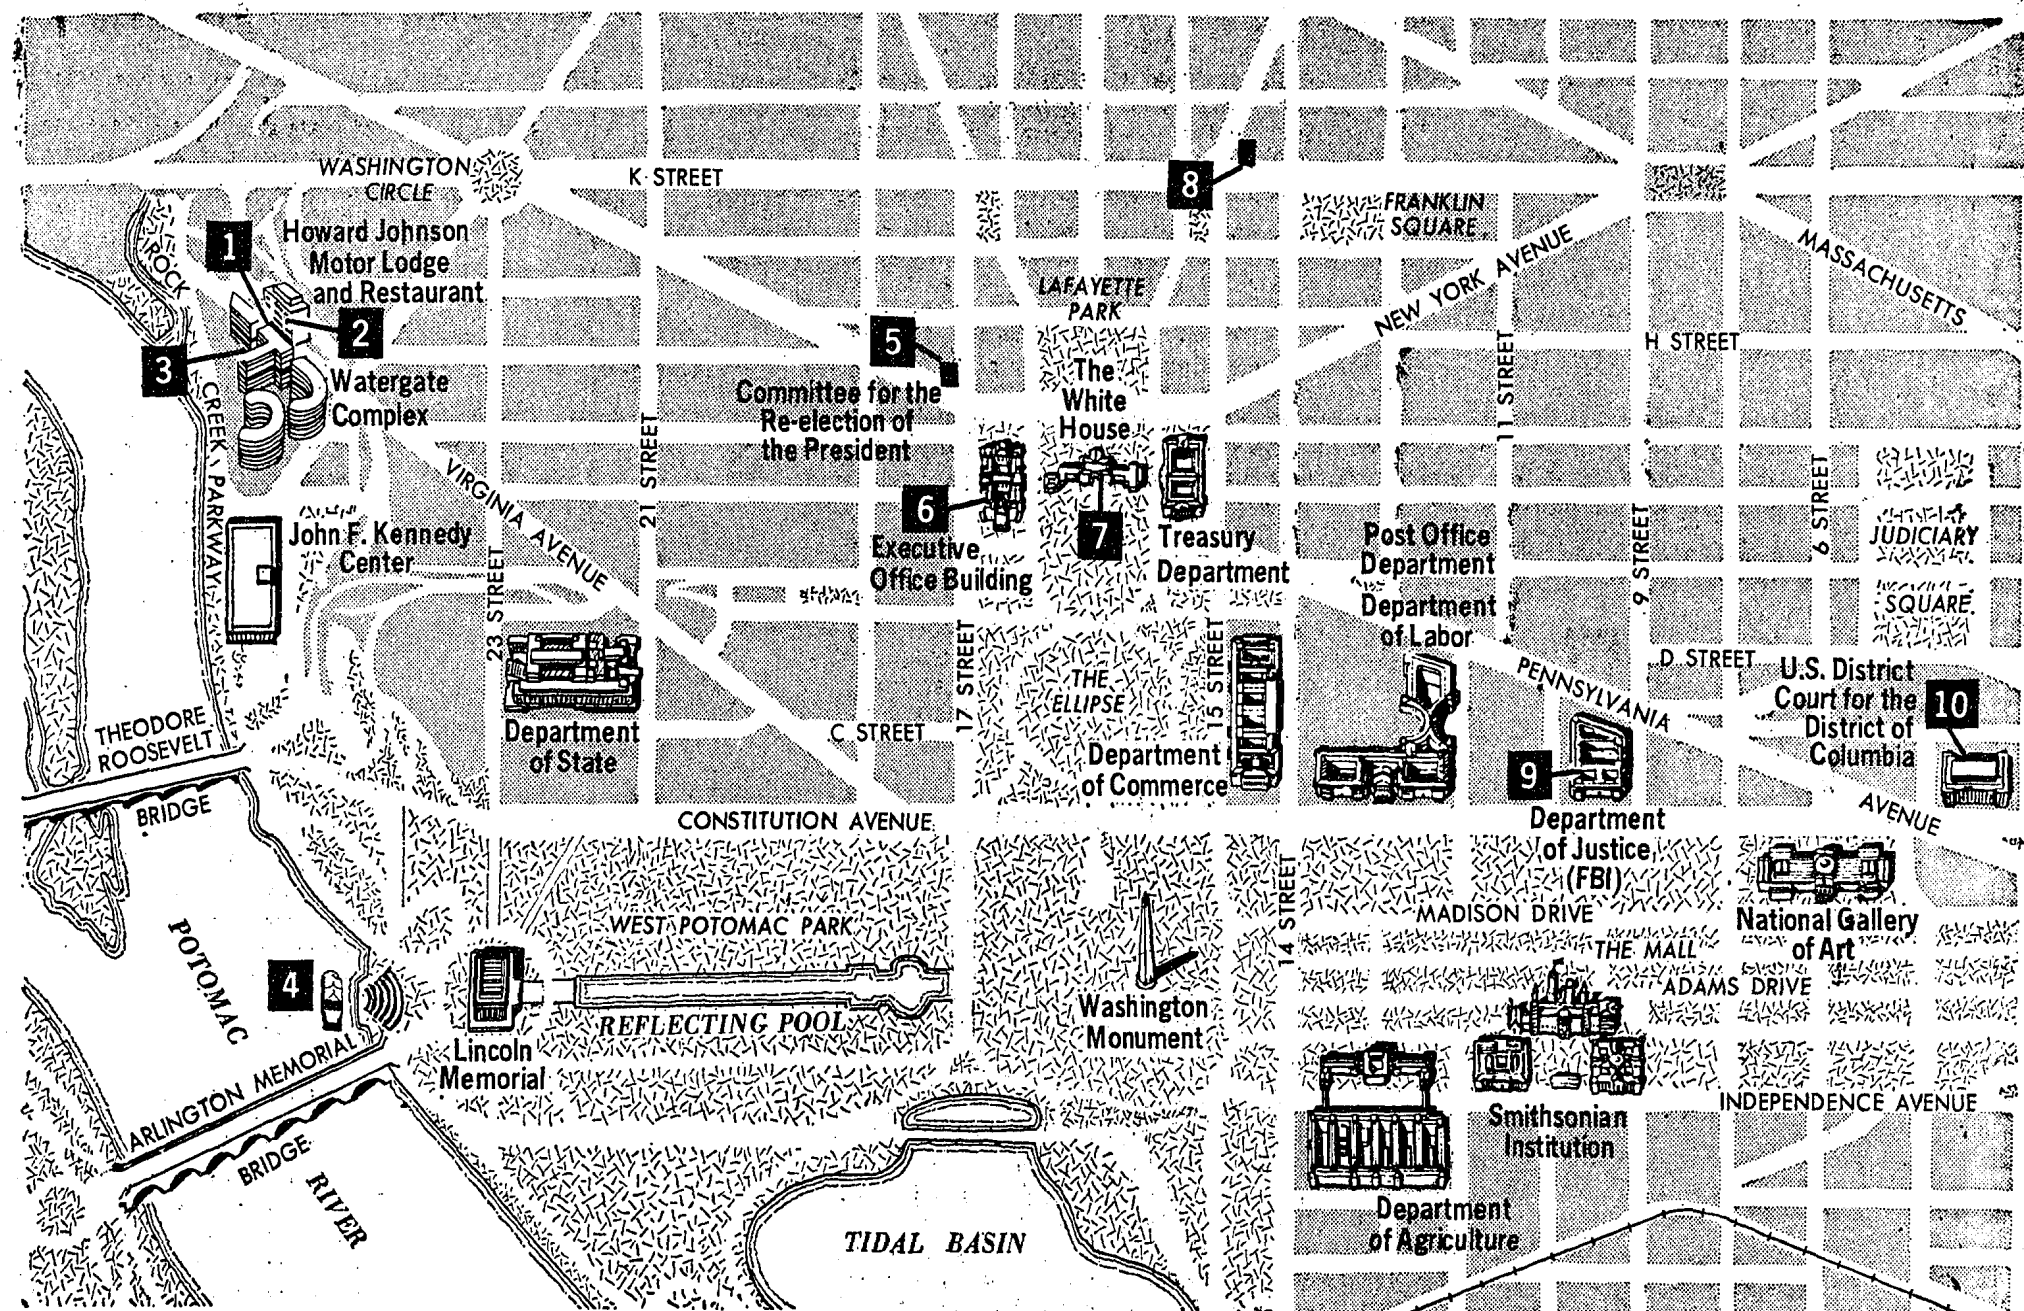 WASHINGTON
CIRCLE
K STREET
8
FRANKLIN
SQUARE
1
Howard Johnson
Motor Lodge
and Restaurant
ROCK
CREEK PARKWAY
2
3
Watergate
Complex
LAFAYETTE
PARK
NEW YORK AVENUE
MASSACHUSETTS
5
Committee for the
Re-election of
the President
The
White
House
H STREET
11 STREET
21 STREET
VIRGINIA AVENUE
6
Executive
Office Building
7
Treasury
Department
Post Office
Department
Department
of Labor
9 STREET
6 STREET
JUDICIARY
SQUARE
John F. Kennedy
Center
23 STREET
17 STREET
15 STREET
THE
ELLIPSE
D STREET
PENNSYLVANIA
AVENUE
U.S. District
Court for the
District of
Columbia
10
THEODORE
ROOSEVELT
BRIDGE
Department
of State
C STREET
Department
of Commerce
9
Department
of Justice
(FBI)
CONSTITUTION AVENUE
14 STREET
MADISON DRIVE
THE MALL
ADAMS DRIVE
National Gallery
of Art
WEST POTOMAC PARK
POTOMAC
RIVER
4
Lincoln
Memorial
REFLECTING POOL
Washington
Monument
ARLINGTON MEMORIAL
BRIDGE
Smithsonian
Institution
INDEPENDENCE AVENUE
Department
of Agriculture
TIDAL BASIN